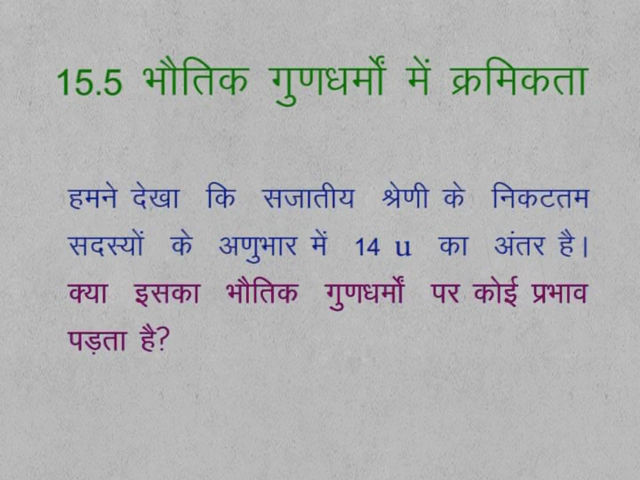 15.5 भौतिक गुणधर्मों में क्रमिकता
हमने देखा कि सजातीय श्रेणी के निकटतम
सदस्यों के अणुभार में 14 u का अंतर है।
क्या इसका भौतिक गुणधर्मों पर कोई प्रभाव
पड़ता है?